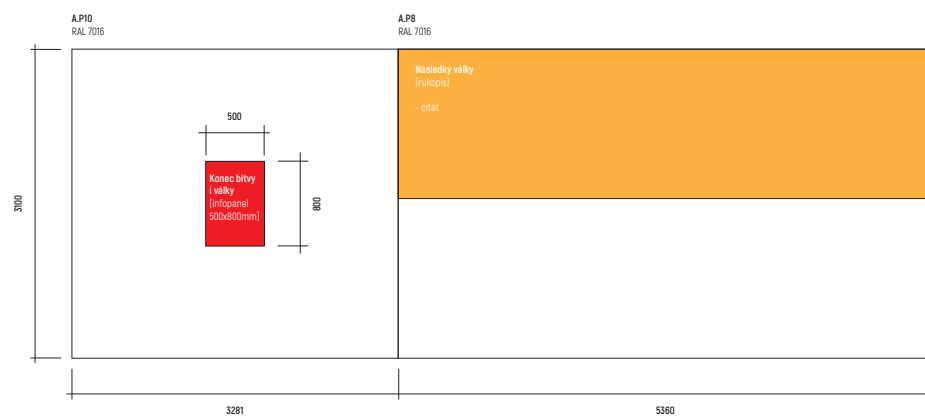 A.P10
RAL 7016
A.P8
RAL 7016
Následky války
(rukopis)
- citát
500
Konec bitvy
i války
(infopanel
500x800mm)
800
3100
3281
5360